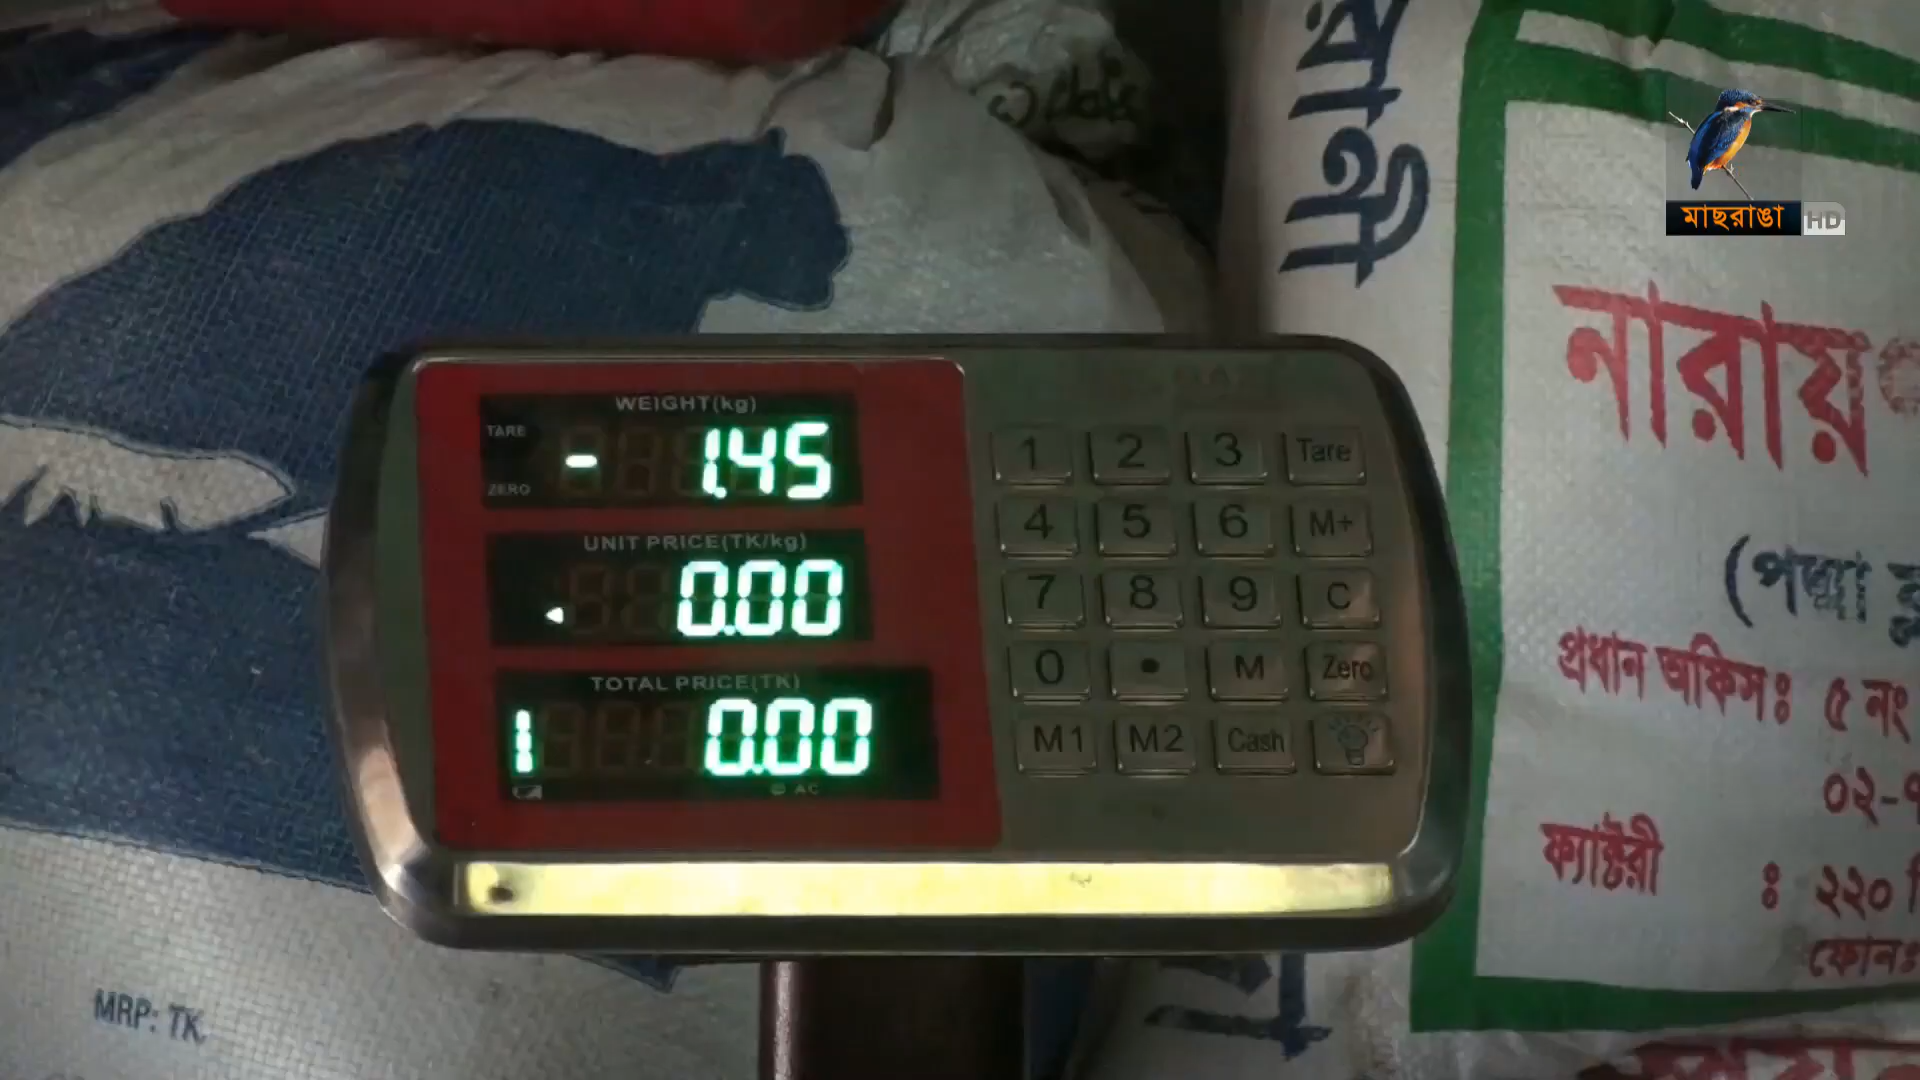 রানী
মাছরাঙা HD
WEIGHT(kg)
TARE
- 1.45
ZERO
UNIT PRICE(TK/kg)
0.00
TOTAL PRICE(TK)
0.00
AC
1 2 3 Tare
4 5 6 M+
7 8 9 C
0 • M Zero
M1 M2 Cash
MRP: TK.
নারায়
(পদ্মা
প্রধান অফিসঃ ৫ নং
০২-৭
ফ্যাক্টরী : ২২০
ফোনঃ